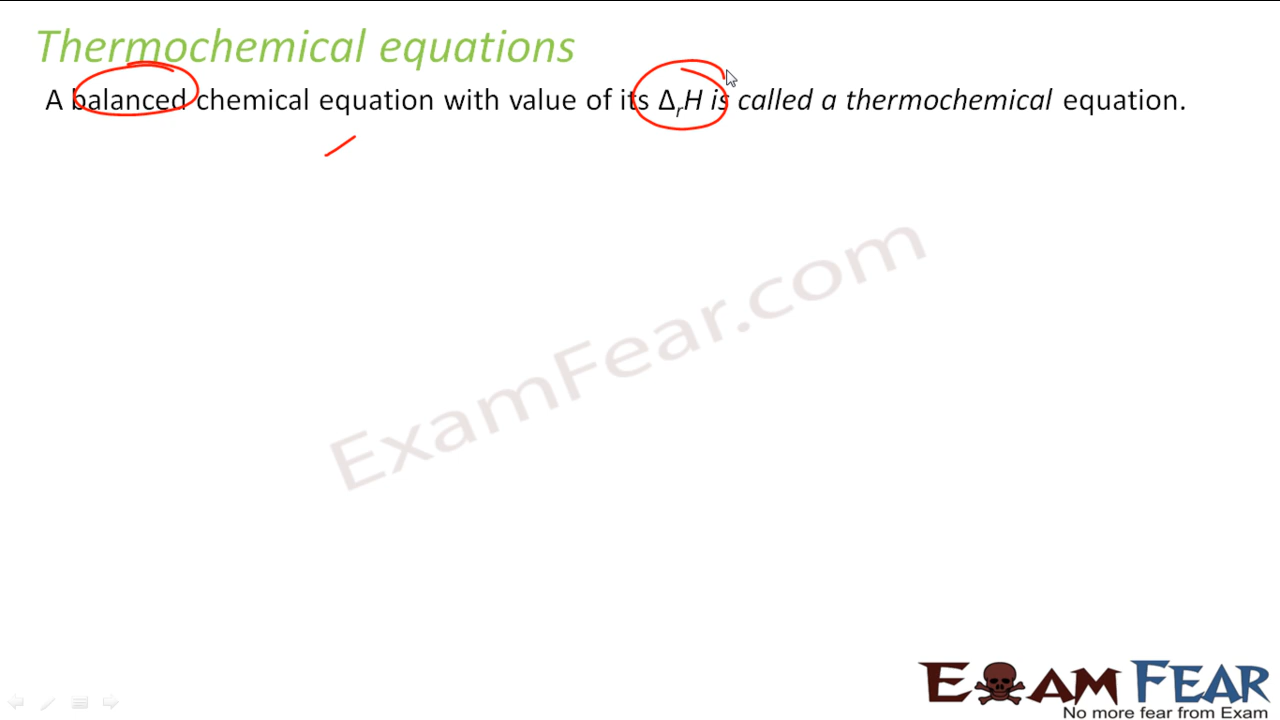 Thermochemical equations
A balanced chemical equation with value of its ΔrH is called a thermochemical equation.
ExamFear.com
EXAM FEAR
No more fear from Exam